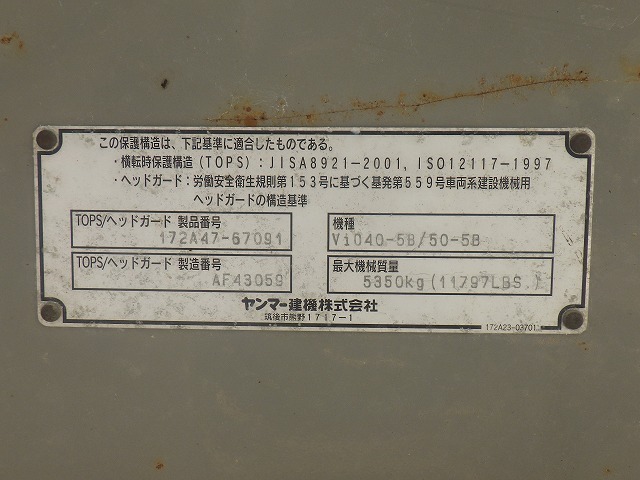 この保護構造は、下記基準に適合したものである。
・横転時保護構造(TOPS):JISA8921-2001, ISO12117-1997
・ヘッドガード:労働安全衛生規則第153号に基づく基発第559号車両系建設機械用
ヘッドガードの構造基準
TOPS/ヘッドガード 製品番号
172A47-67091
機種
ViO40-5B/50-5B
TOPS/ヘッドガード 製造番号
AF43059
最大機械質量
5350kg(11797LBS.)
ヤンマー建機株式会社
筑後市熊野1717-1
172A23-03701